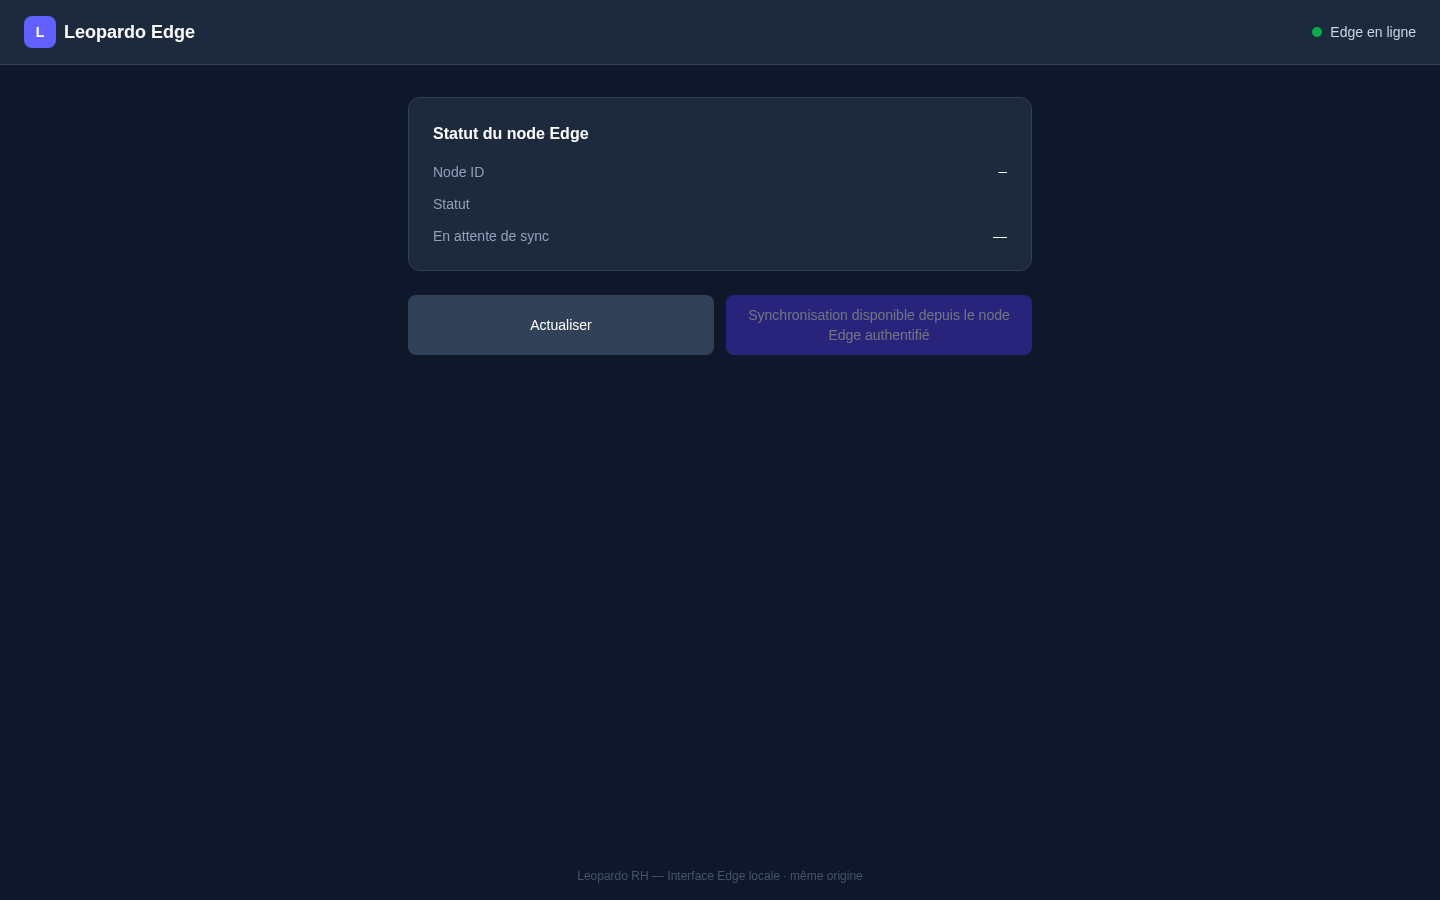 L
Leopardo Edge
Edge en ligne
Statut du node Edge
Node ID –
Statut
En attente de sync —
Actualiser
Synchronisation disponible depuis le node
Edge authentifié
Leopardo RH — Interface Edge locale · même origine